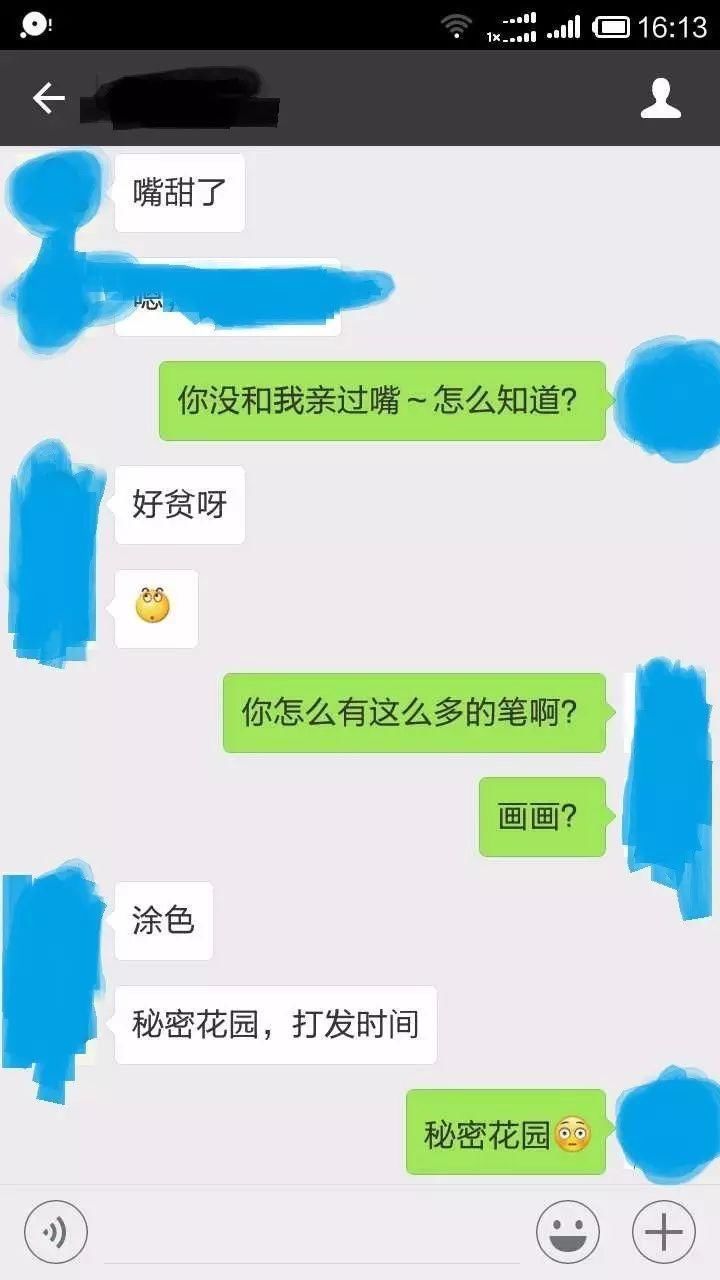 1×
16:13
嘴甜了
嗯,
你没和我亲过嘴~怎么知道?
好贫呀
你怎么有这么多的笔啊?
画画?
涂色
秘密花园，打发时间
秘密花园